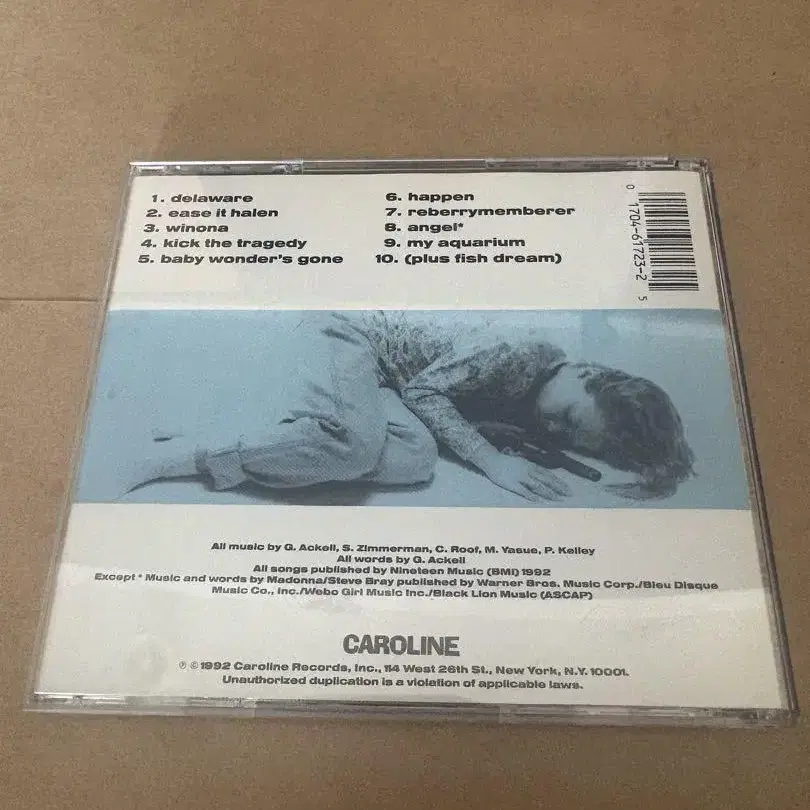 1. delaware
2. ease it halen
3. winona
4. kick the tragedy
5. baby wonder's gone
6. happen
7. reberrymemberer
8. angel*
9. my aquarium
10. (plus fish dream)
0 1704-61723-2 5
All music by G. Ackell, S. Zimmerman, C. Roof, M. Yasue, P. Kelley
All words by G. Ackell
All songs published by Nineteen Music (BMI) 1992
Except * Music and words by Madonna/Steve Bray published by Warner Bros. Music Corp./Bleu Disque
Music Co., Inc./Webo Girl Music Inc./Black Lion Music (ASCAP)
CAROLINE
℗ © 1992 Caroline Records, Inc., 114 West 26th St., New York, N.Y. 10001.
Unauthorized duplication is a violation of applicable laws.